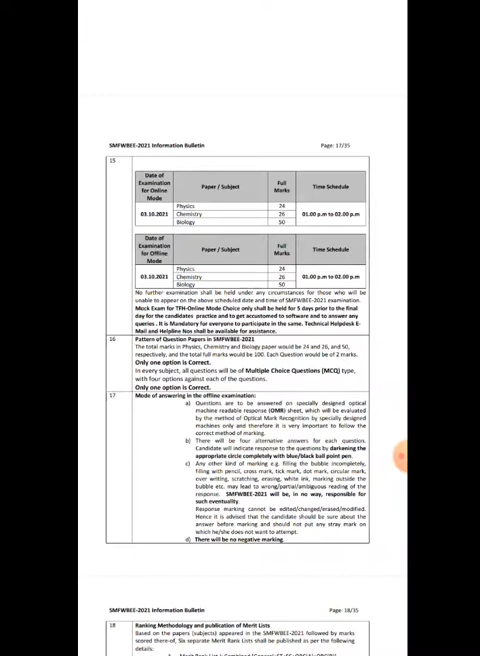 SMFWBEE-2021 Information Bulletin Page: 17/35
15
Date of Examination for Online Mode Paper / Subject Full Marks Time Schedule
03.10.2021 Physics 24 01.00 p.m to 02.00 p.m
Chemistry 26
Biology 50
Date of Examination for Offline Mode Paper / Subject Full Marks Time Schedule
03.10.2021 Physics 24 01.00 p.m to 02.00 p.m
Chemistry 26
Biology 50
No further examination shall be held under any circumstances for those who will be
unable to appear on the above scheduled date and time of SMFWBEE-2021 examination.
Mock Exam for TFH-Online Mode Choice only shall be held for 5 days prior to the final
day for the candidates practice and to get accustomed to software and to answer any
queries . It is Mandatory for everyone to participate in the same. Technical Helpdesk E-
Mail and Helpline Nos shall be available for assistance.
16 Pattern of Question Papers in SMFWBEE-2021
The total marks in Physics, Chemistry and Biology paper would be 24 and 26, and 50,
respectively, and the total full marks would be 100. Each Question would be of 2 marks.
Only one option is Correct.
In every subject, all questions will be of Multiple Choice Questions (MCQ) type,
with four options against each of the questions.
Only one option is Correct.
17 Mode of answering in the offline examination:
a) Questions are to be answered on specially designed optical
machine readable response (OMR) sheet, which will be evaluated
by the method of Optical Mark Recognition by specially designed
machines only and therefore it is very important to follow the
correct method of marking.
b) There will be four alternative answers for each question.
Candidate will indicate response to the questions by darkening the
appropriate circle completely with blue/black ball point pen.
c) Any other kind of marking e.g. filling the bubble incompletely,
filling with pencil, cross mark, tick mark, dot mark, circular mark,
over writing, scratching, erasing, white ink, marking outside the
bubble etc. may lead to wrong/partial/ambiguous reading of the
response. SMFWBEE-2021 will be, in no way, responsible for
such eventuality.
Response marking cannot be edited/changed/erased/modified.
Hence it is advised that the candidate should be sure about the
answer before marking and should not put any stray mark on
which he/she does not want to attempt.
d) There will be no negative marking.
SMFWBEE-2021 Information Bulletin Page: 18/35
18 Ranking Methodology and publication of Merit Lists
Based on the papers (subjects) appeared in the SMFWBEE-2021 followed by marks
scored there-of, Six separate Merit Rank Lists shall be published as per the following
details: